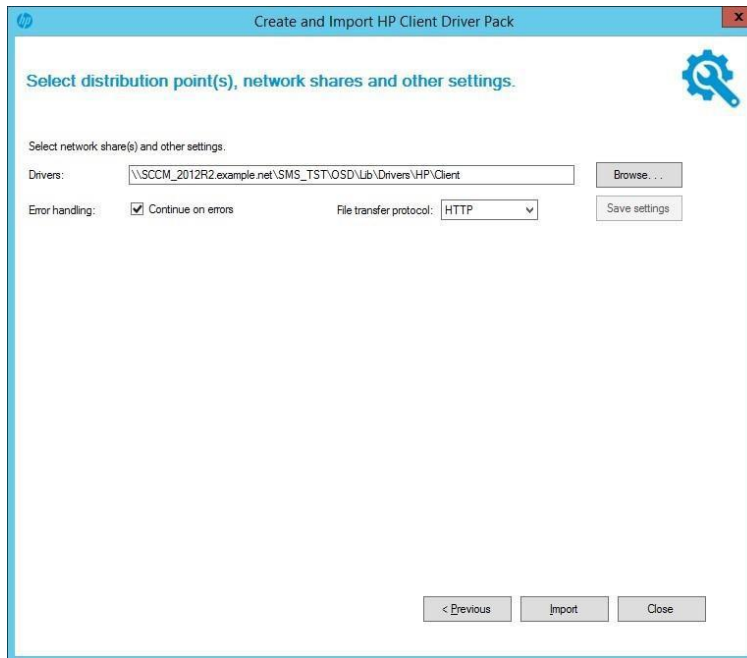 hp
Create and Import HP Client Driver Pack
x
Select distribution point(s), network shares and other settings.
Select network share(s) and other settings.
Drivers: \\SCCM_2012R2.example.net\SMS_TST\OSD\Lib\Drivers\HP\Client Browse. . .
Error handling: Continue on errors File transfer protocol: HTTP Save settings
< Previous Import Close